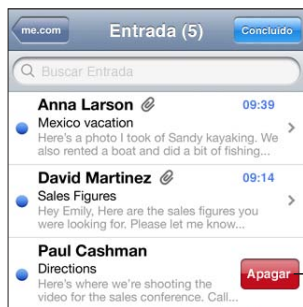 me.com
Entrada (5)
Concluído
Buscar Entrada
Anna Larson
09:39
Mexico vacation
Here's a photo I took of Sandy kayaking. We
also rented a boat and did a bit of fishing...
David Martinez
09:14
Sales Figures
Hey Emily, Here are the sales figures you
were looking for. Please let me know...
Paul Cashman
Directions
Apagar
Here's where we're shooting the
video for the sales conference. Call...